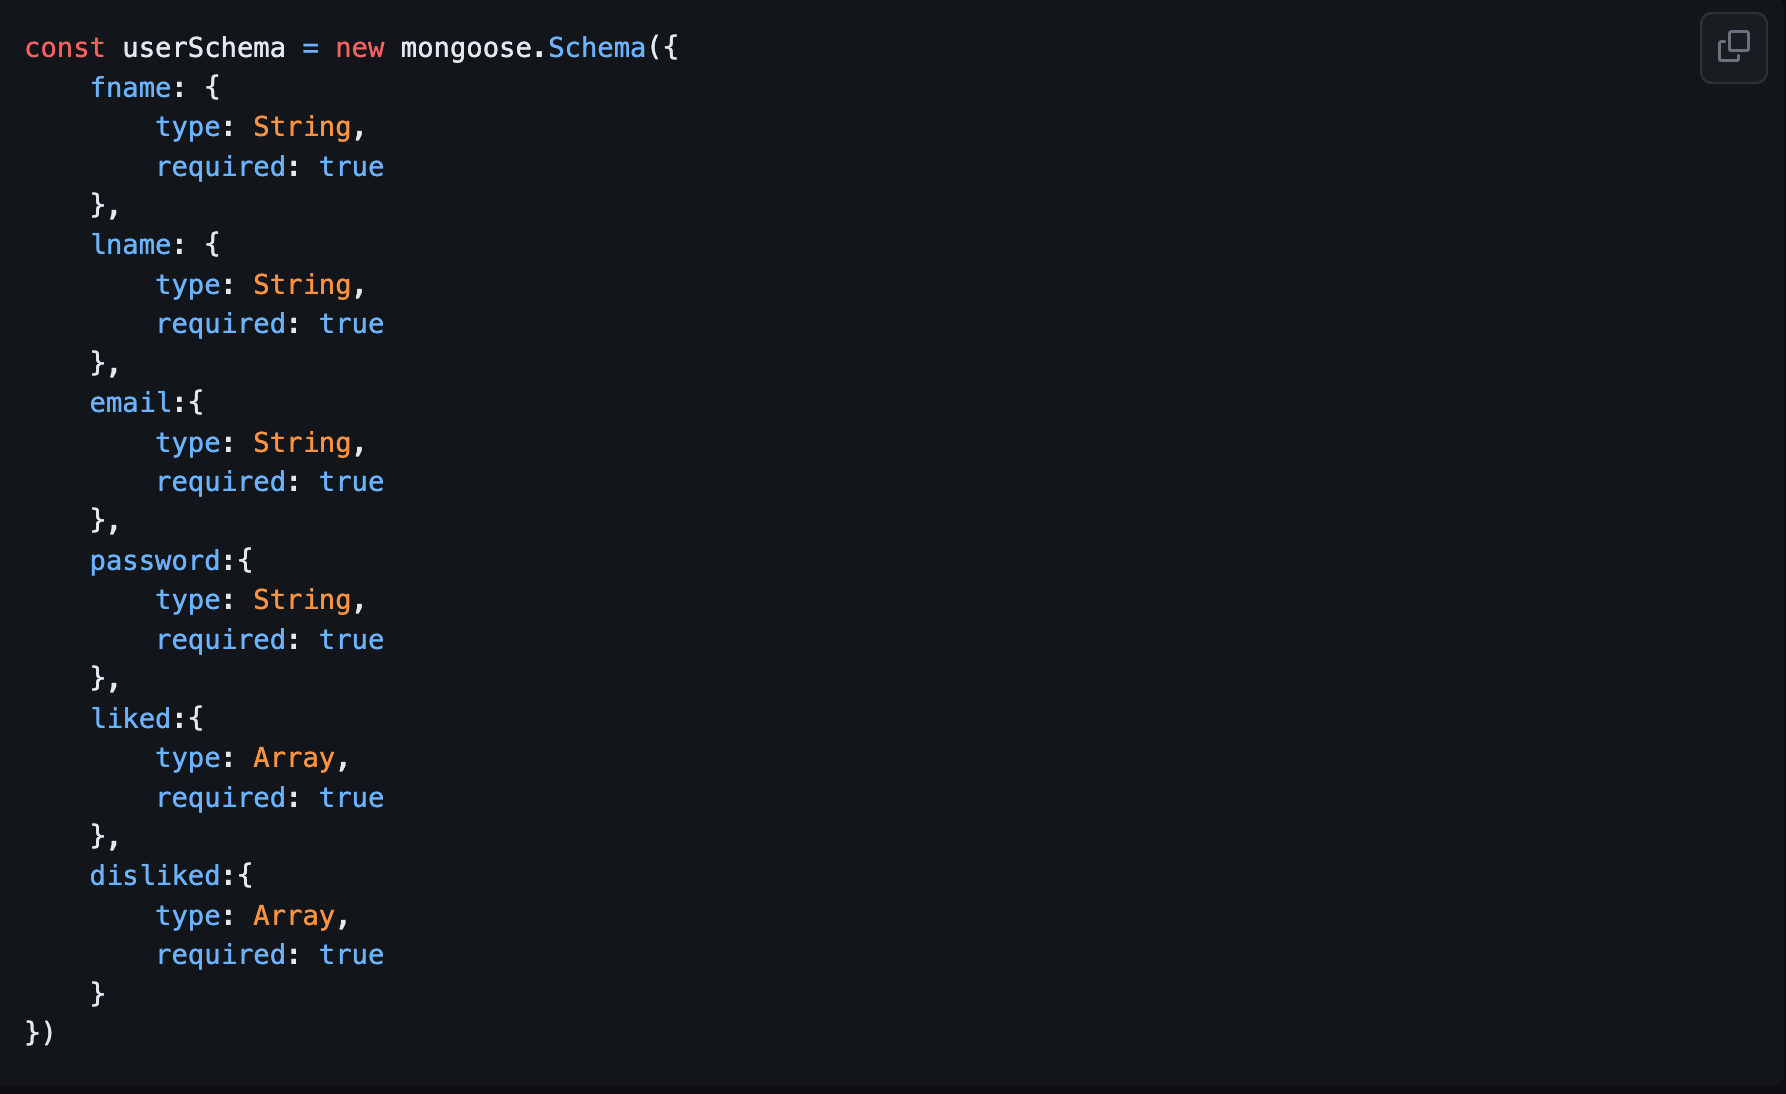 const userSchema = new mongoose.Schema({
    fname: {
        type: String,
        required: true
    },
    lname: {
        type: String,
        required: true
    },
    email:{
        type: String,
        required: true
    },
    password:{
        type: String,
        required: true
    },
    liked:{
        type: Array,
        required: true
    },
    disliked:{
        type: Array,
        required: true
    }
})